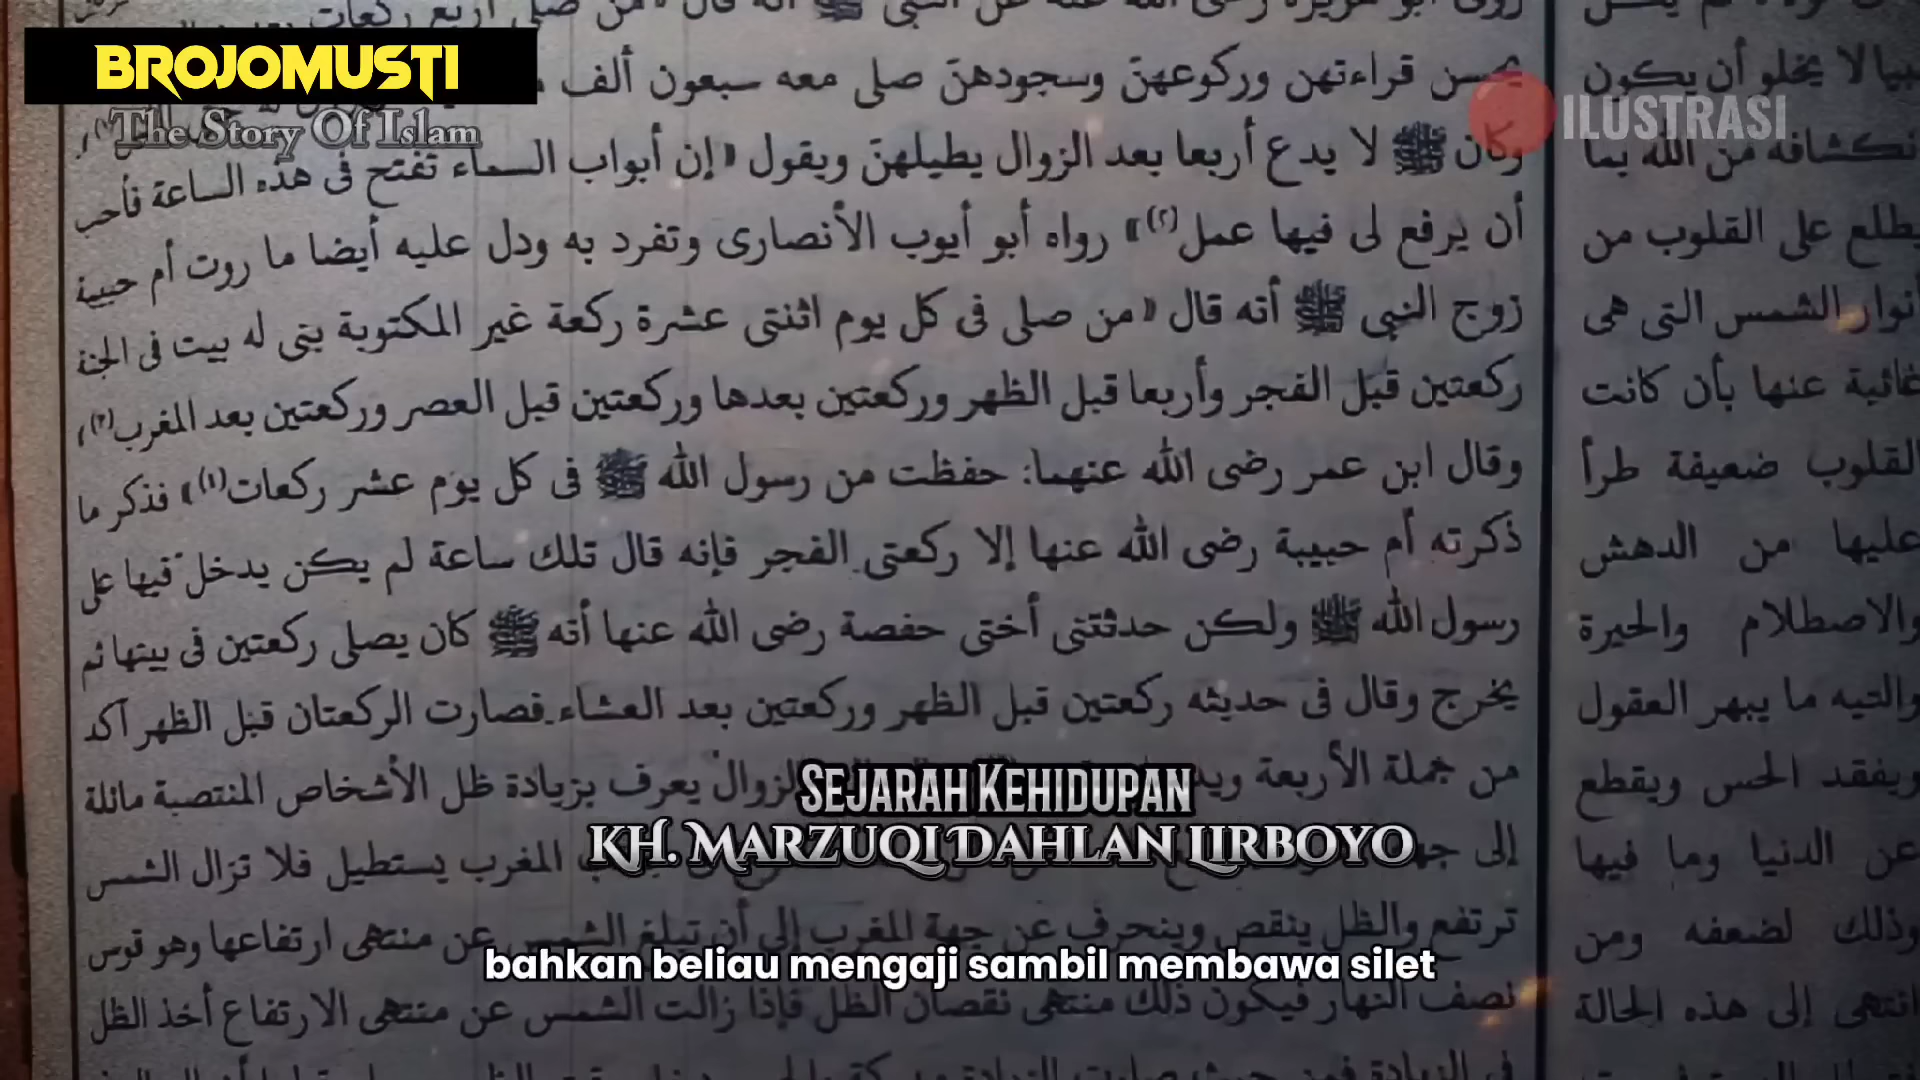 BROJOMUSTI
The Story Of Islam
ILUSTRASI
يحسن قراءتهن وركوعهنّ وسجودهنّ صلى معه سبعون ألف
وكان ﷺ لا يدع أربعا بعد الزوال يطيلهنّ ويقول «إن أبواب السماء تفتح فى هذه الساعة فأحب
أن يرفع لى فيها عمل(٢)» رواه أبو أيوب الأنصارى وتفرد به ودل عليه أيضا ما روت أم حبيبة
زوج النبى ﷺ أنه قال «من صلى فى كل يوم اثنتى عشرة ركعة غير المكتوبة بنى له بيت فى الجنة
ركعتين قبل الفجر وأربعا قبل الظهر وركعتين بعدها وركعتين قبل العصر وركعتين بعد المغرب(٣)»
وقال ابن عمر رضى الله عنهما: حفظت من رسول الله ﷺ فى كل يوم عشر ركعات(١)» فذكر ما
ذكرته أم حبيبة رضى الله عنها إلا ركعتى الفجر فإنه قال تلك ساعة لم يكن يدخل فيها على
رسول الله ﷺ ولكن حدثتنى أختى حفصة رضى الله عنها أنه ﷺ كان يصلى ركعتين فى بيتها ثم
يخرج وقال فى حديثه ركعتين قبل الظهر وركعتين بعد العشاء فصارت الركعتان قبل الظهر آكد
من جملة الأربعة الزوال يعرف بزيادة ظل الأشخاص المنتصبة مائلة
إلى المغرب يستطيل فلا تزال الشمس
ترتفع والظل ينقص وينحرف عن جهة المغرب إلى أن تبلغ الشمس عن منتهى ارتفاعها وهو قوس
نصف النهار فيكون ذلك منتهى نقصان الظل فإذا زالت الشمس عن منتهى الارتفاع أخذ الظل
بيا لا يخلو أن يكون
نكشافه من الله بما
يطلع على القلوب من
أنوار الشمس التى هى
غائبة عنها بأن كانت
القلوب ضعيفة طرأ
عليها من الدهش
والاصطلام والحيرة
والتيه ما يبهر العقول
ويفقد الحس ويقطع
عن الدنيا وما فيها
وذلك لضعفه ومن
انتهى إلى هذه الحالة
SEJARAH KEHIDUPAN
KH. MARZUQI DAHLAN LIRBOYO
bahkan beliau mengaji sambil membawa silet